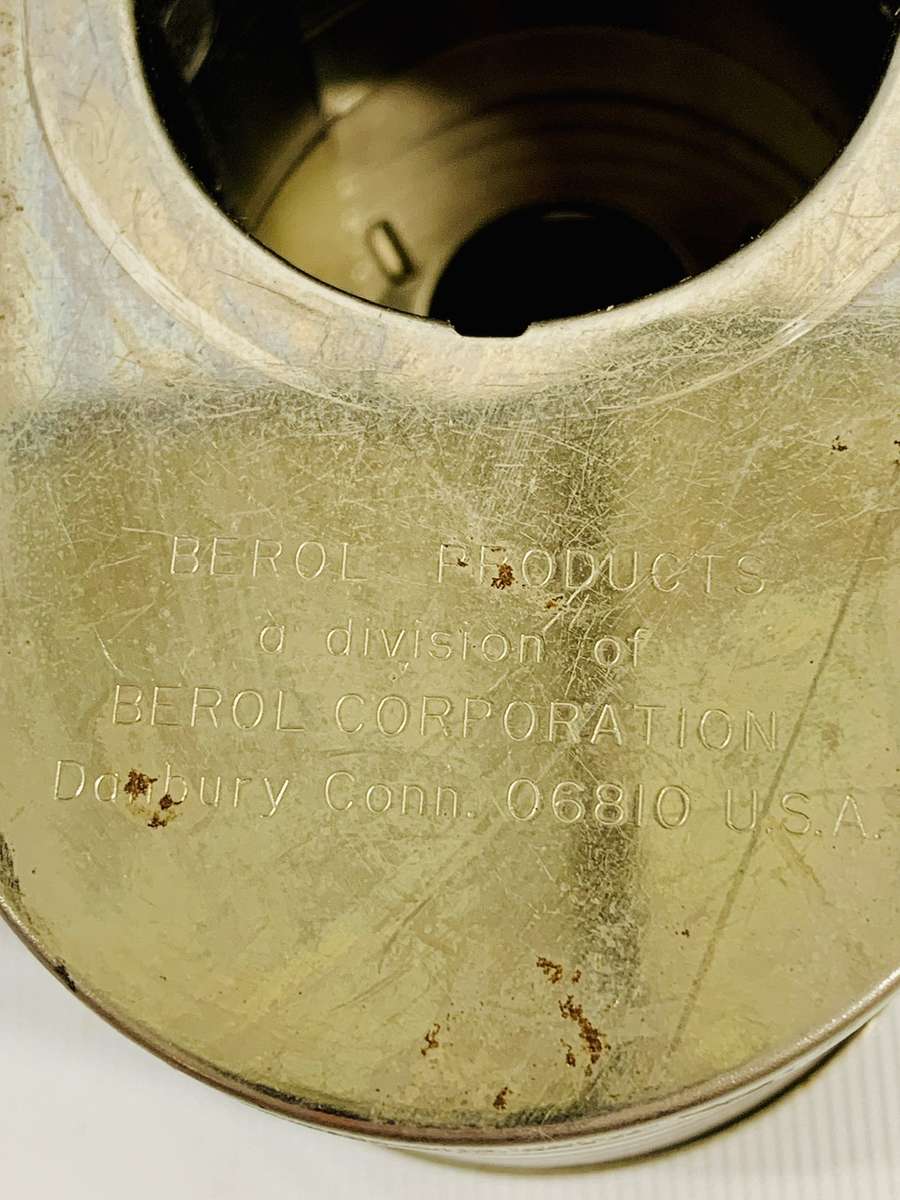 BEROL PRODUCTS
a division of
BEROL CORPORATION
Danbury Conn. 06810 U.S.A.